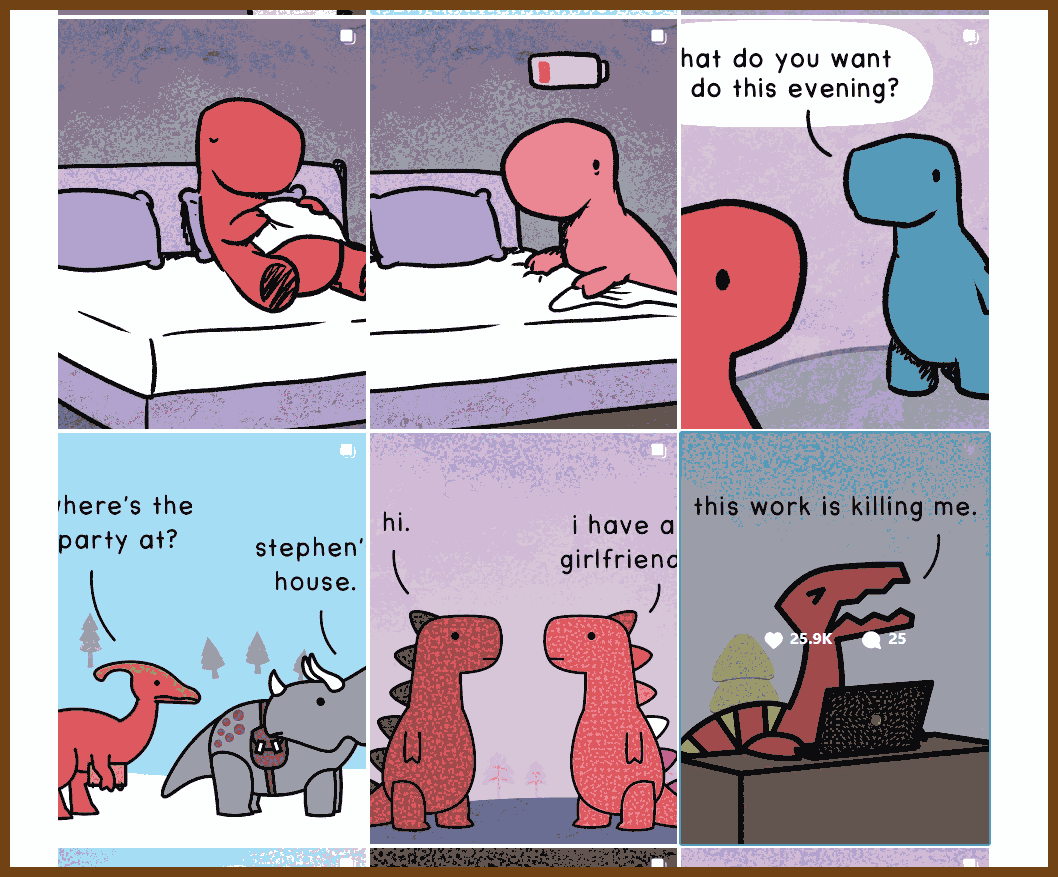 hat do you want
do this evening?
here's the
party at?
stephen'
house.
hi.
i have a
girlfrien
this work is killing me.
25.9K
25